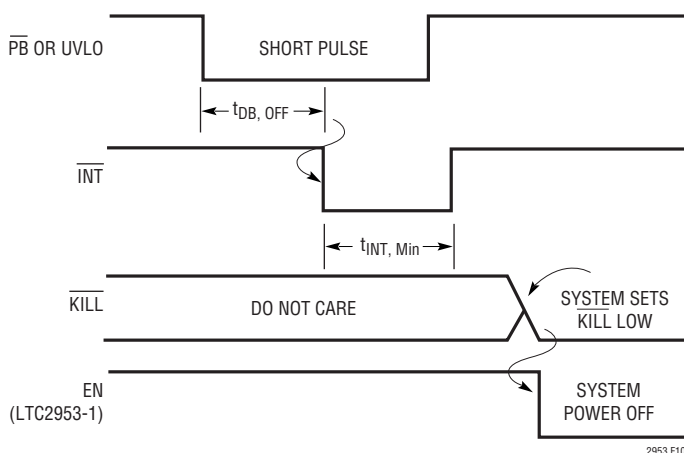 PB OR UVLO
SHORT PULSE
tDB, OFF
INT
tINT, Min
KILL
DO NOT CARE
SYSTEM SETS
KILL LOW
EN
(LTC2953-1)
SYSTEM
POWER OFF
2953 F10